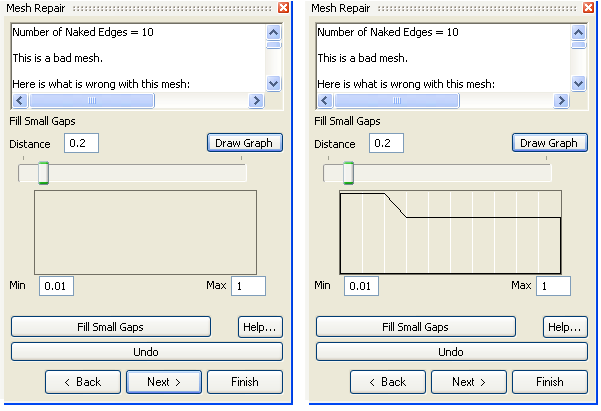 Mesh Repair
Number of Naked Edges = 10
This is a bad mesh.
Here is what is wrong with this mesh:
Fill Small Gaps
Distance 0.2 Draw Graph
Min 0.01 Max 1
Fill Small Gaps Help...
Undo
< Back Next > Finish
Mesh Repair
Number of Naked Edges = 10
This is a bad mesh.
Here is what is wrong with this mesh:
Fill Small Gaps
Distance 0.2 Draw Graph
Min 0.01 Max 1
Fill Small Gaps Help...
Undo
< Back Next > Finish